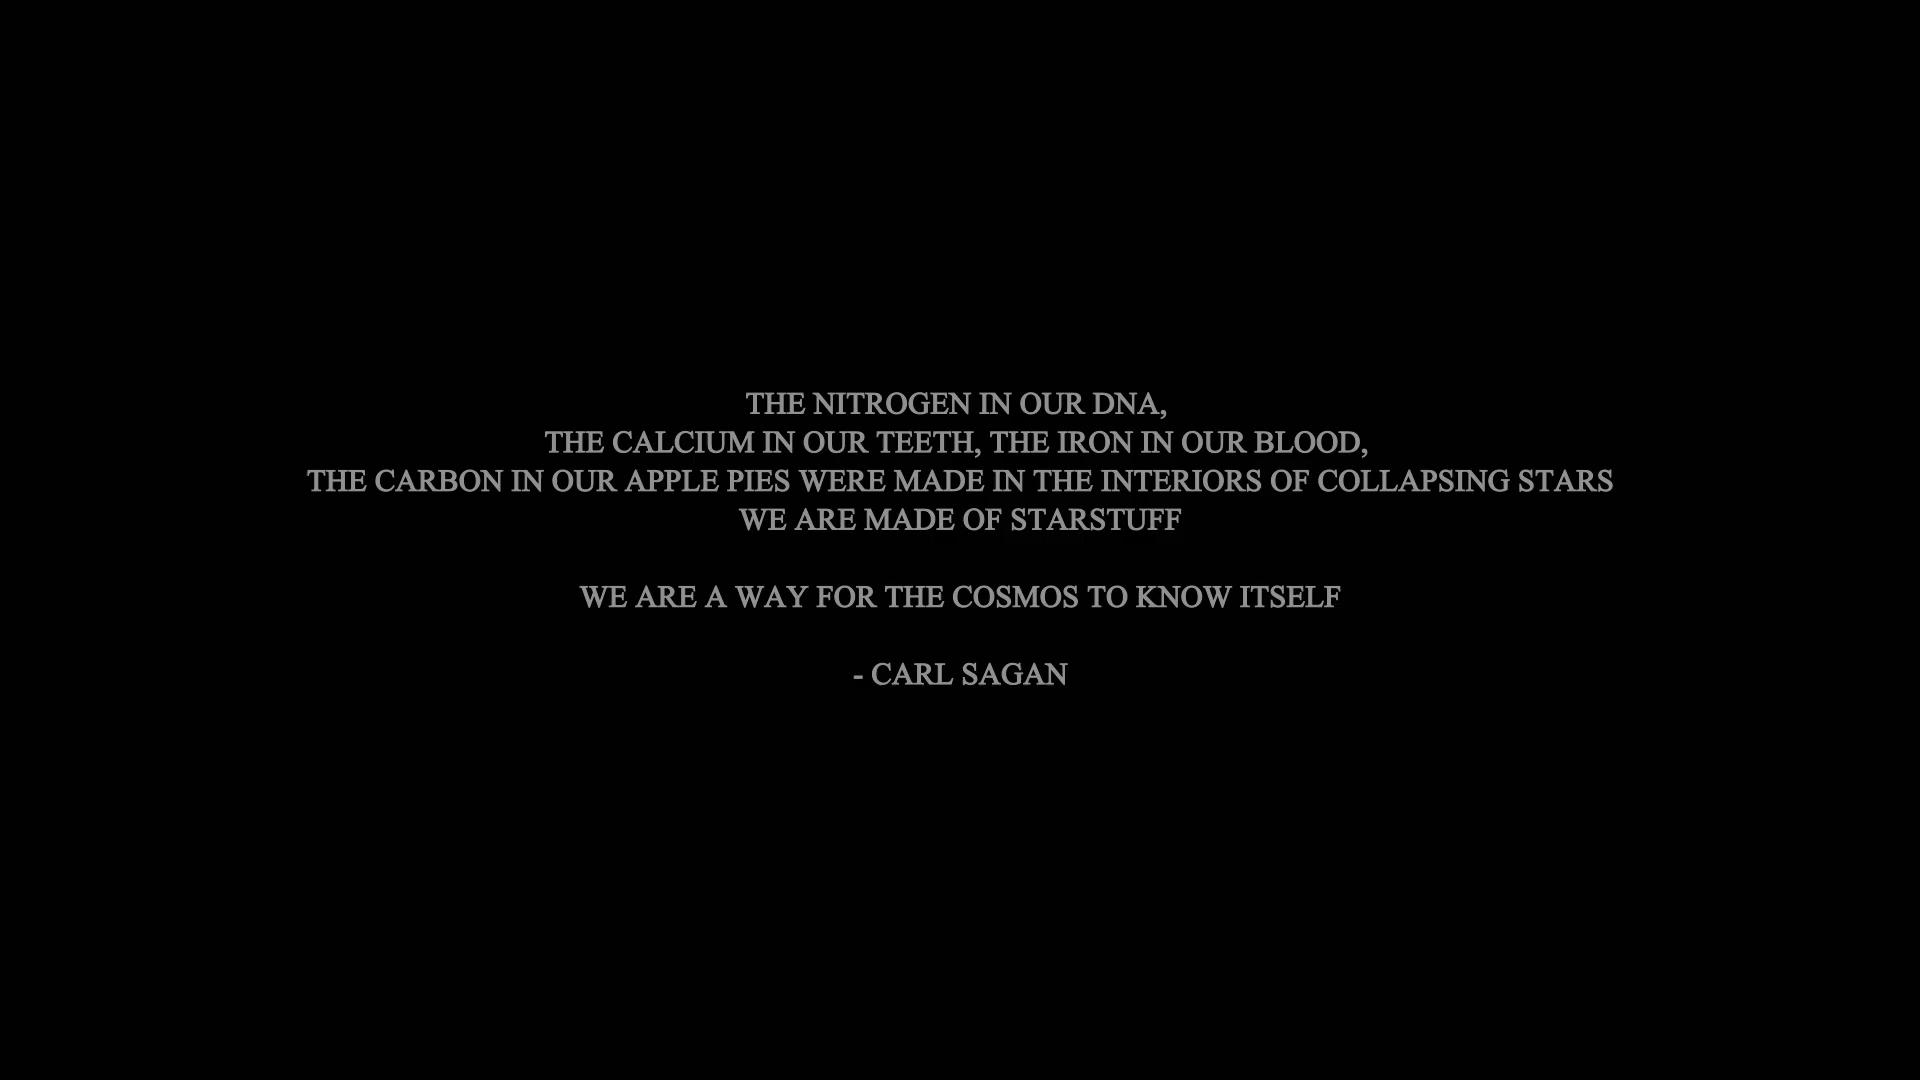 THE NITROGEN IN OUR DNA,
THE CALCIUM IN OUR TEETH, THE IRON IN OUR BLOOD,
THE CARBON IN OUR APPLE PIES WERE MADE IN THE INTERIORS OF COLLAPSING STARS
WE ARE MADE OF STARSTUFF
WE ARE A WAY FOR THE COSMOS TO KNOW ITSELF
- CARL SAGAN